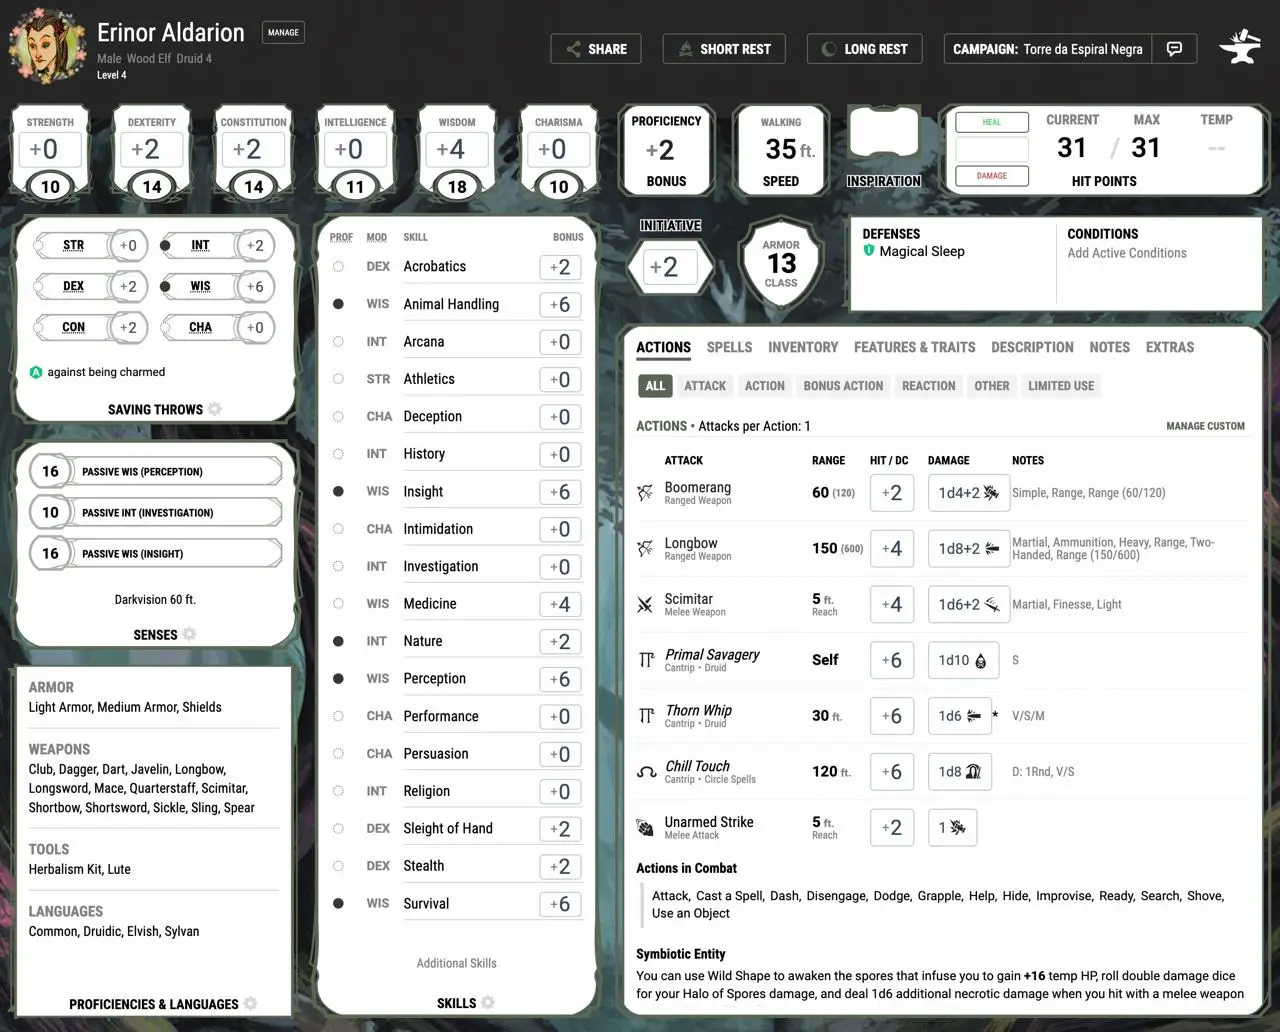 Erinor Aldarion
MANAGE
Male Wood Elf Druid 4
Level 4
SHARE
SHORT REST
LONG REST
CAMPAIGN: Torre da Espiral Negra
STRENGTH
+0
10
DEXTERITY
+2
14
CONSTITUTION
+2
14
INTELLIGENCE
+0
11
WISDOM
+4
18
CHARISMA
+0
10
PROFICIENCY
+2
BONUS
WALKING
35 ft.
SPEED
INSPIRATION
HEAL
DAMAGE
CURRENT MAX TEMP
31 / 31 --
HIT POINTS
STR +0 INT +2
DEX +2 WIS +6
CON +2 CHA +0
A against being charmed
SAVING THROWS
16 PASSIVE WIS (PERCEPTION)
10 PASSIVE INT (INVESTIGATION)
16 PASSIVE WIS (INSIGHT)
Darkvision 60 ft.
SENSES
ARMOR
Light Armor, Medium Armor, Shields
WEAPONS
Club, Dagger, Dart, Javelin, Longbow,
Longsword, Mace, Quarterstaff, Scimitar,
Shortbow, Shortsword, Sickle, Sling, Spear
TOOLS
Herbalism Kit, Lute
LANGUAGES
Common, Druidic, Elvish, Sylvan
PROFICIENCIES & LANGUAGES
PROF MOD SKILL BONUS
DEX Acrobatics +2
WIS Animal Handling +6
INT Arcana +0
STR Athletics +0
CHA Deception +0
INT History +0
WIS Insight +6
CHA Intimidation +0
INT Investigation +0
WIS Medicine +4
INT Nature +2
WIS Perception +6
CHA Performance +0
CHA Persuasion +0
INT Religion +0
DEX Sleight of Hand +2
DEX Stealth +2
WIS Survival +6
Additional Skills
SKILLS
INITIATIVE
+2
ARMOR
13
CLASS
DEFENSES
Magical Sleep
CONDITIONS
Add Active Conditions
ACTIONS SPELLS INVENTORY FEATURES & TRAITS DESCRIPTION NOTES EXTRAS
ALL ATTACK ACTION BONUS ACTION REACTION OTHER LIMITED USE
ACTIONS • Attacks per Action: 1 MANAGE CUSTOM
ATTACK RANGE HIT / DC DAMAGE NOTES
Boomerang 60 (120) +2 1d4+2 Simple, Range, Range (60/120)
Ranged Weapon
Longbow 150 (600) +4 1d8+2 Martial, Ammunition, Heavy, Range, Two-
Ranged Weapon Handed, Range (150/600)
Scimitar 5 ft. +4 1d6+2 Martial, Finesse, Light
Melee Weapon Reach
Primal Savagery Self +6 1d10 S
Cantrip • Druid
Thorn Whip 30 ft. +6 1d6 * V/S/M
Cantrip • Druid
Chill Touch 120 ft. +6 1d8 D: 1Rnd, V/S
Cantrip • Circle Spells
Unarmed Strike 5 ft. +2 1
Melee Attack Reach
Actions in Combat
Attack, Cast a Spell, Dash, Disengage, Dodge, Grapple, Help, Hide, Improvise, Ready, Search, Shove,
Use an Object
Symbiotic Entity
You can use Wild Shape to awaken the spores that infuse you to gain +16 temp HP, roll double damage dice
for your Halo of Spores damage, and deal 1d6 additional necrotic damage when you hit with a melee weapon